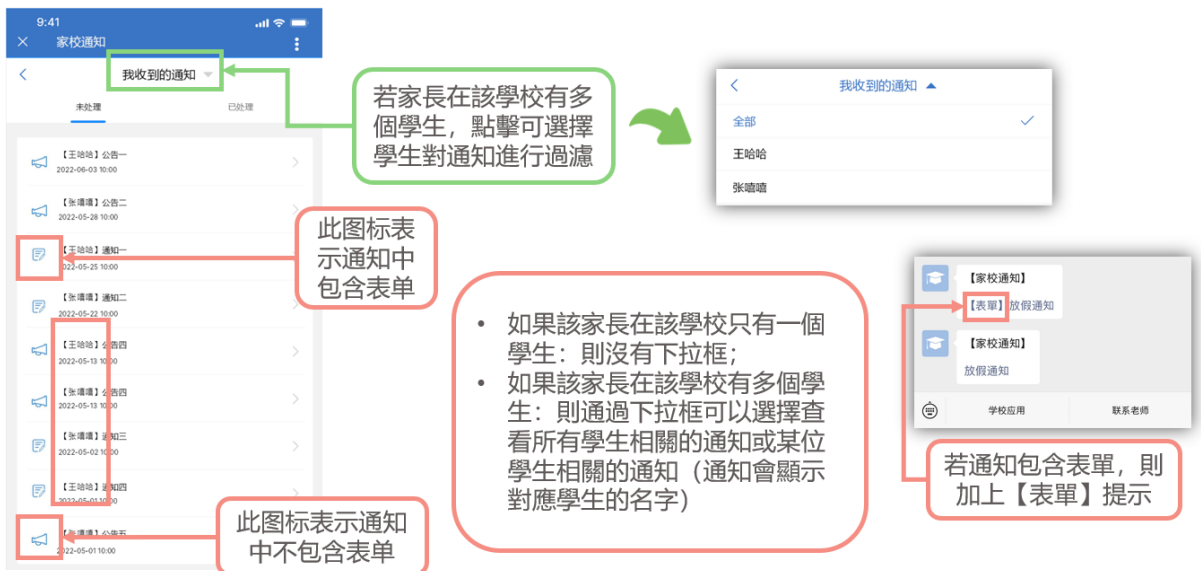 9:41
家校通知
我收到的通知
未处理
已处理
【王哈哈】公告一
2022-06-03 10:00
【张嘻嘻】公告二
2022-05-28 10:00
【王哈哈】通知一
2022-05-25 10:00
【张嘻嘻】通知二
2022-05-22 10:00
【王哈哈】公告四
2022-05-13 10:00
【张嘻嘻】公告四
2022-05-13 10:00
【张嘻嘻】通知三
2022-05-02 10:00
【王哈哈】通知四
2022-05-01 10:00
【张嘻嘻】公告五
2022-05-01 10:00
若家長在該學校有多
個學生，點擊可選擇
學生對通知進行過濾
我收到的通知
全部
王哈哈
张嘻嘻
此图标表
示通知中
包含表单
此图标表示通知
中不包含表单
• 如果該家長在該學校只有一個
學生：則沒有下拉框；
• 如果該家長在該學校有多個學
生：則通過下拉框可以選擇查
看所有學生相關的通知或某位
學生相關的通知（通知會顯示
對應學生的名字）
【家校通知】
【表單】放假通知
【家校通知】
放假通知
学校应用
联系老师
若通知包含表單，則
加上【表單】提示